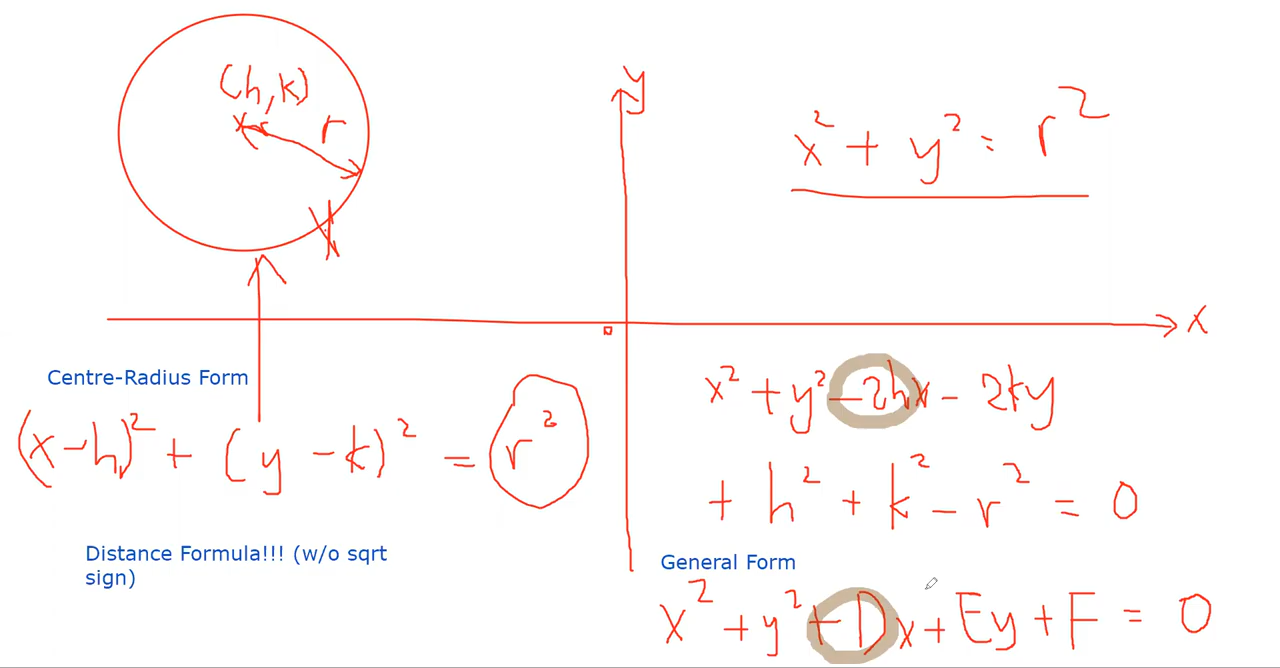 (h,k)
r
y
x² + y² = r²
x
Centre-Radius Form
(x-h)² + (y-k)² = r²
x² + y² - 2hx - 2ky
+ h² + k² - r² = 0
Distance Formula!!! (w/o sqrt
sign)
General Form
x² + y² + Dx + Ey + F = 0